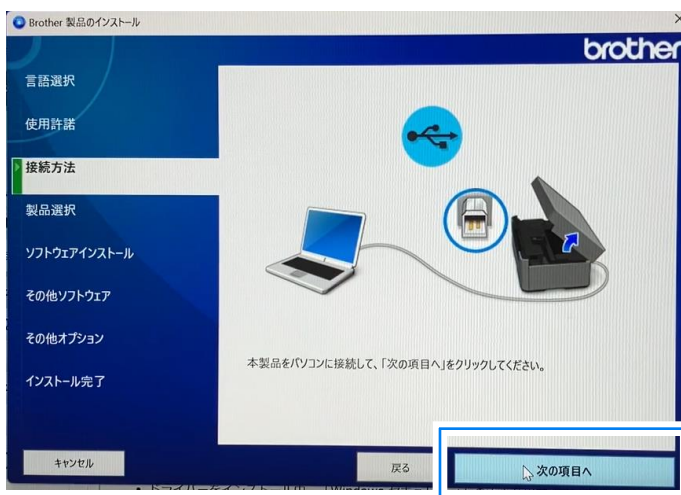 Brother 製品のインストール
brother
言語選択
使用許諾
接続方法
製品選択
ソフトウェアインストール
その他ソフトウェア
その他オプション
インストール完了
本製品をパソコンに接続して、「次の項目へ」をクリックしてください。
キャンセル
戻る
次の項目へ